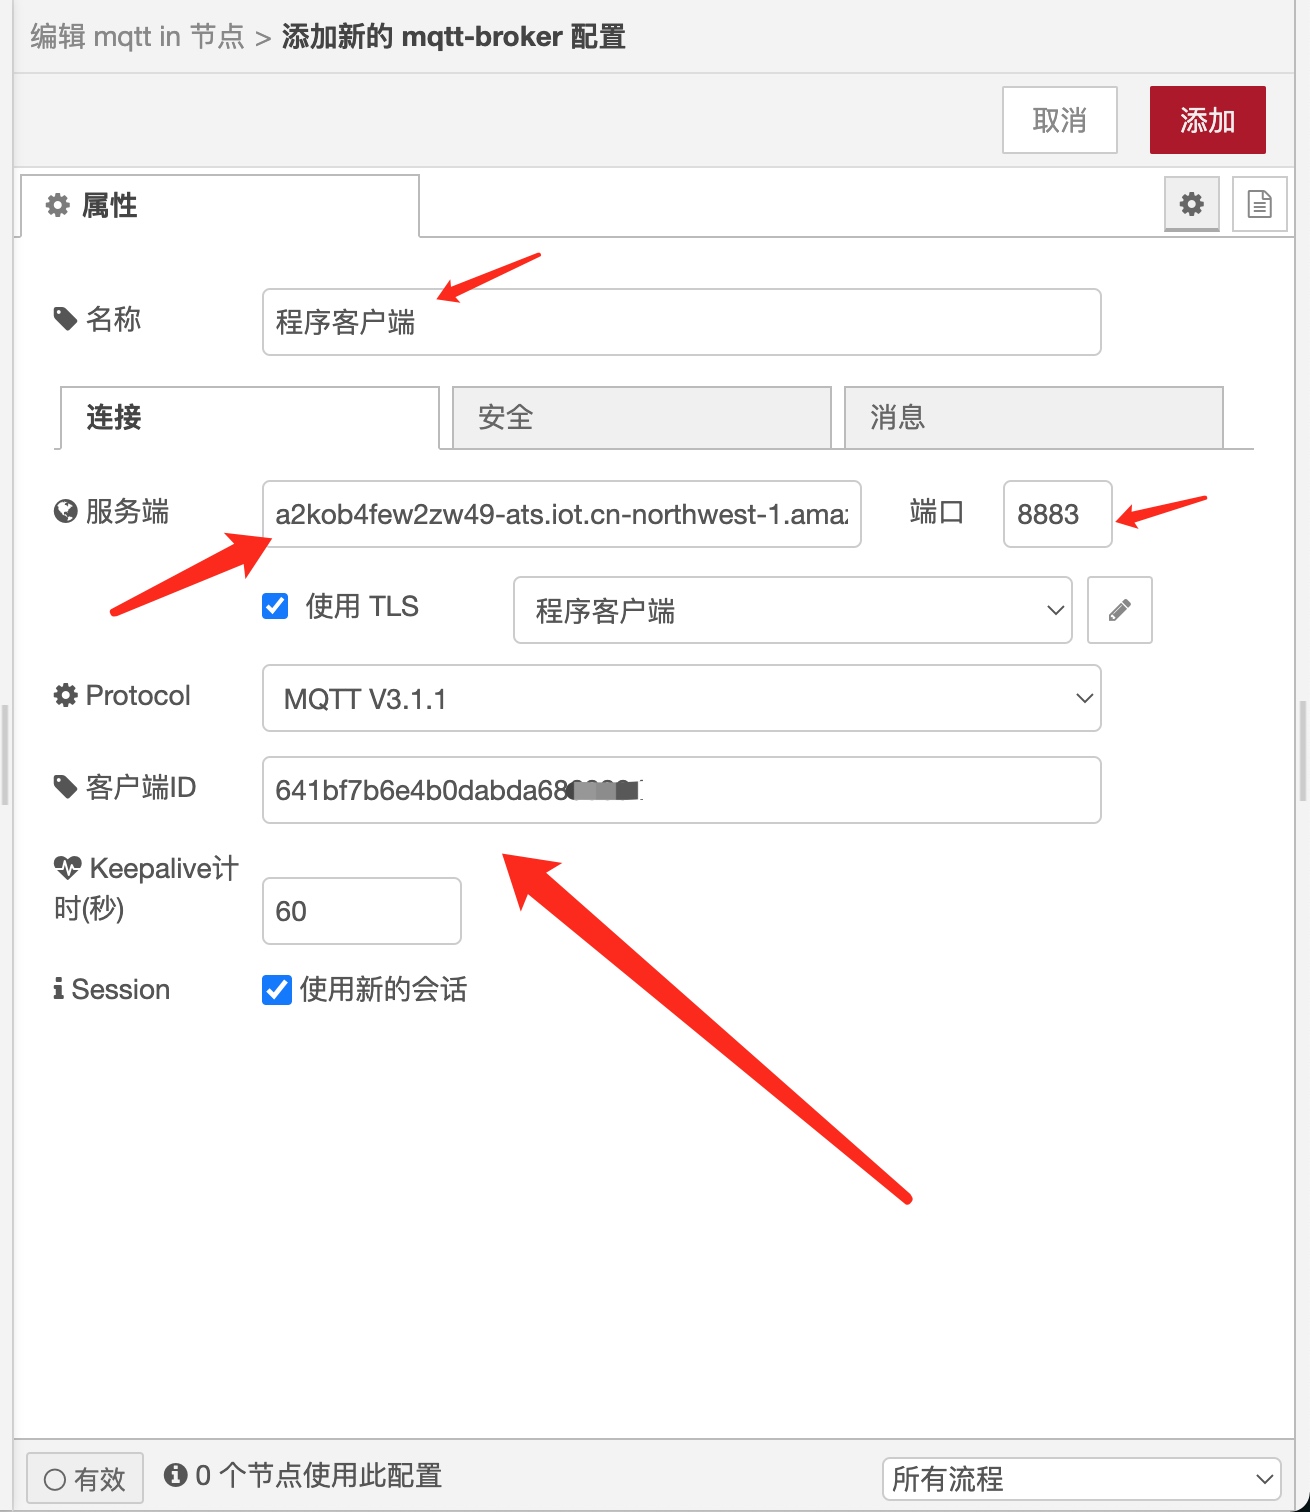 编辑 mqtt in 节点 > 添加新的 mqtt-broker 配置
取消 添加
属性
名称 程序客户端
连接 安全 消息
服务端 a2kob4few2zw49-ats.iot.cn-northwest-1.ama 端口 8883
使用 TLS 程序客户端
Protocol MQTT V3.1.1
客户端ID 641bf7b6e4b0dabda68
Keepalive计
时(秒) 60
Session 使用新的会话
有效 0 个节点使用此配置 所有流程